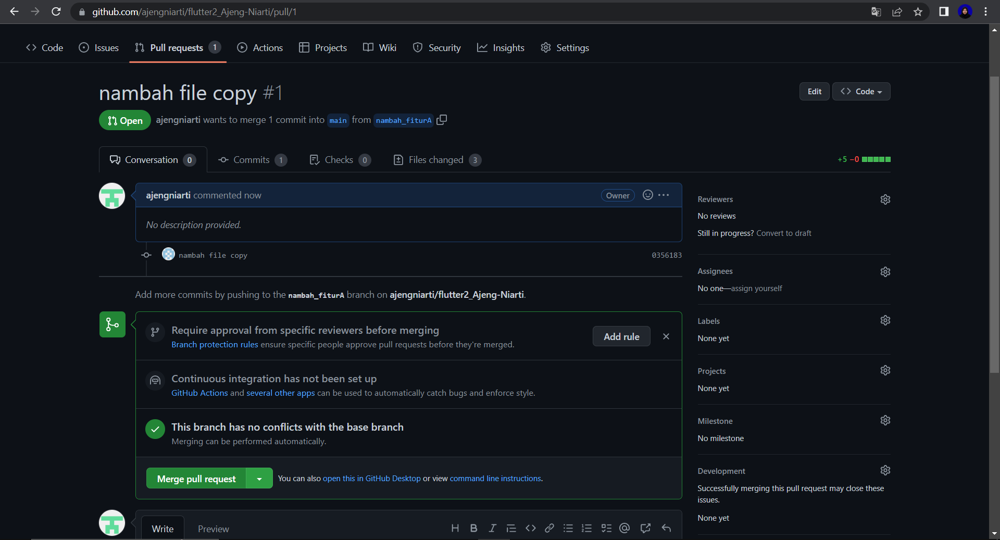 github.com/ajengniarti/flutter2_Ajeng-Niarti/pull/1
Code Issues Pull requests 1 Actions Projects Wiki Security Insights Settings
nambah file copy #1
Edit Code
Open ajengniarti wants to merge 1 commit into main from nambah_fiturA
Conversation 0 Commits 1 Checks 0 Files changed 3 +5 −0
ajengniarti commented now Owner
No description provided.
nambah file copy 0356183
Add more commits by pushing to the nambah_fiturA branch on ajengniarti/flutter2_Ajeng-Niarti.
Require approval from specific reviewers before merging
Branch protection rules ensure specific people approve pull requests before they're merged.
Add rule
Continuous integration has not been set up
GitHub Actions and several other apps can be used to automatically catch bugs and enforce style.
This branch has no conflicts with the base branch
Merging can be performed automatically.
Merge pull request You can also open this in GitHub Desktop or view command line instructions.
Write Preview
Reviewers
No reviews
Still in progress? Convert to draft
Assignees
No one—assign yourself
Labels
None yet
Projects
None yet
Milestone
No milestone
Development
Successfully merging this pull request may close these
issues.
None yet